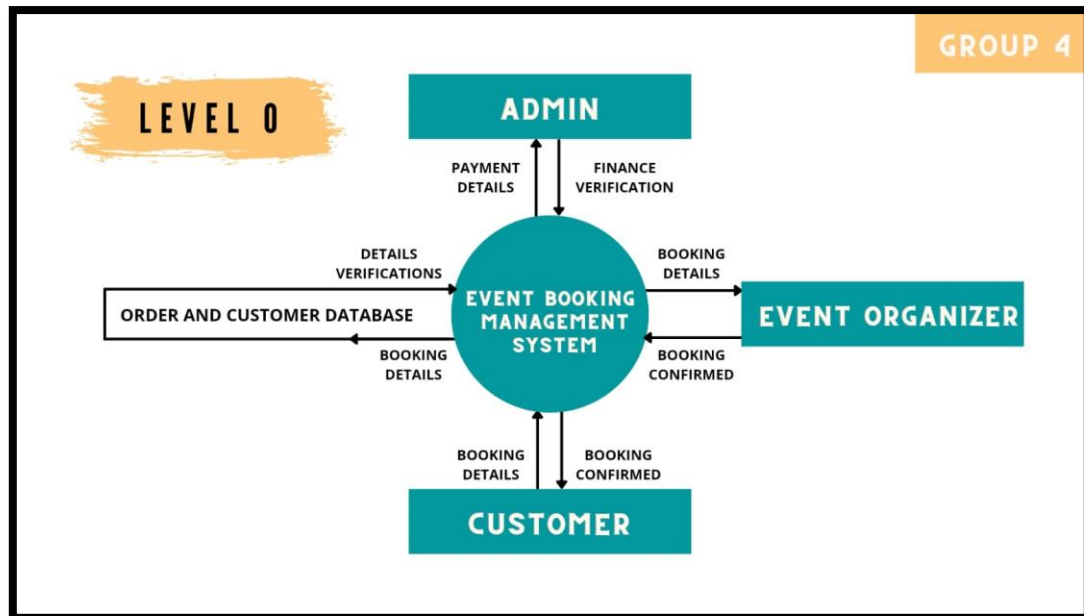 GROUP 4
LEVEL 0
ADMIN
PAYMENT
DETAILS
FINANCE
VERIFICATION
DETAILS
VERIFICATIONS
BOOKING
DETAILS
ORDER AND CUSTOMER DATABASE
EVENT BOOKING
MANAGEMENT
SYSTEM
EVENT ORGANIZER
BOOKING
DETAILS
BOOKING
CONFIRMED
BOOKING
DETAILS
BOOKING
CONFIRMED
CUSTOMER